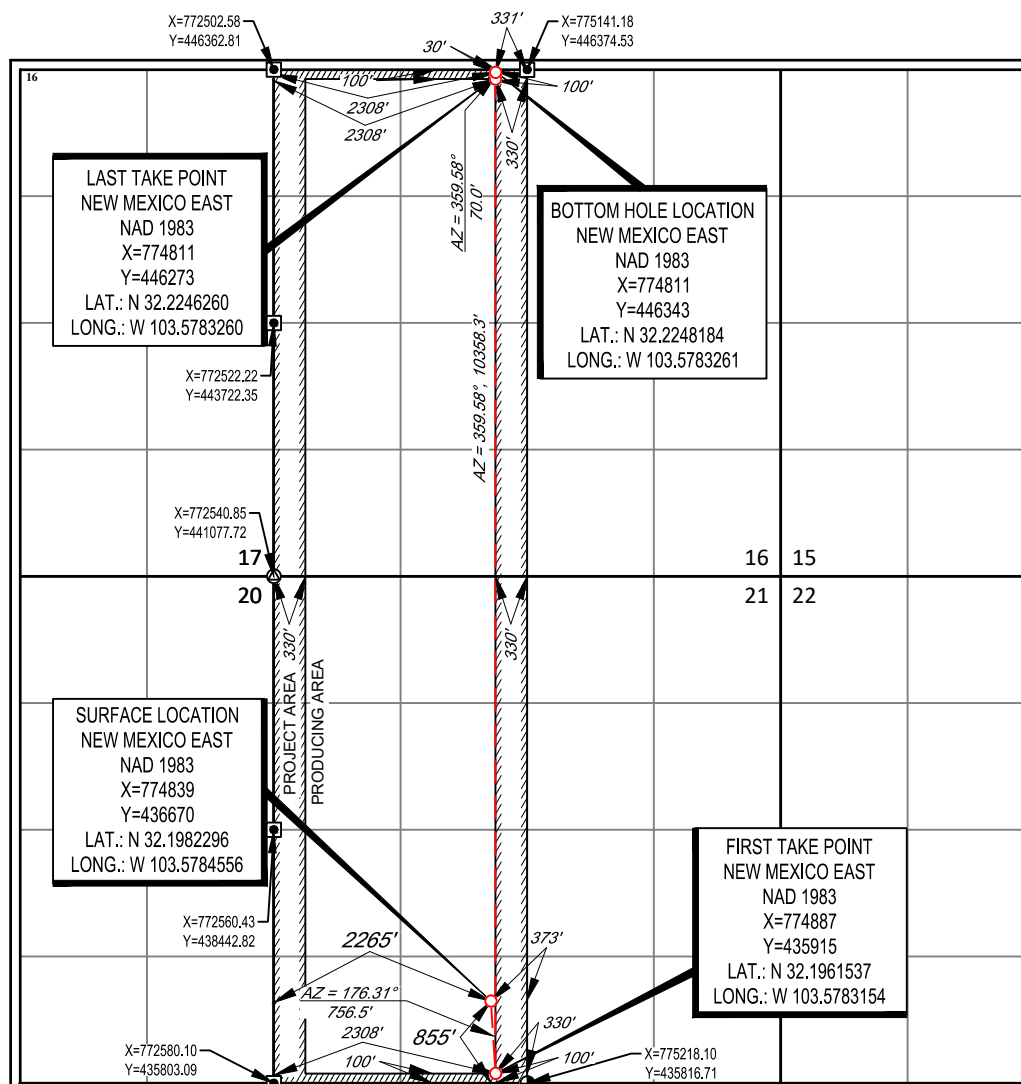 X=772502.58
Y=446362.81
331'
X=775141.18
Y=446374.53
30'
16
100'
100'
2308'
2308'
330'
AZ = 359.58°
70.0'
LAST TAKE POINT
NEW MEXICO EAST
NAD 1983
X=774811
Y=446273
LAT.: N 32.2246260
LONG.: W 103.5783260
BOTTOM HOLE LOCATION
NEW MEXICO EAST
NAD 1983
X=774811
Y=446343
LAT.: N 32.2248184
LONG.: W 103.5783261
X=772522.22
Y=443722.35
AZ = 359.58°, 10358.3'
X=772540.85
Y=441077.72
17
16
15
20
21
22
330'
330'
PROJECT AREA
PRODUCING AREA
SURFACE LOCATION
NEW MEXICO EAST
NAD 1983
X=774839
Y=436670
LAT.: N 32.1982296
LONG.: W 103.5784556
FIRST TAKE POINT
NEW MEXICO EAST
NAD 1983
X=774887
Y=435915
LAT.: N 32.1961537
LONG.: W 103.5783154
X=772560.43
Y=438442.82
2265'
373'
AZ = 176.31°
756.5'
2308'
855'
330'
100'
100'
X=772580.10
Y=435803.09
X=775218.10
Y=435816.71